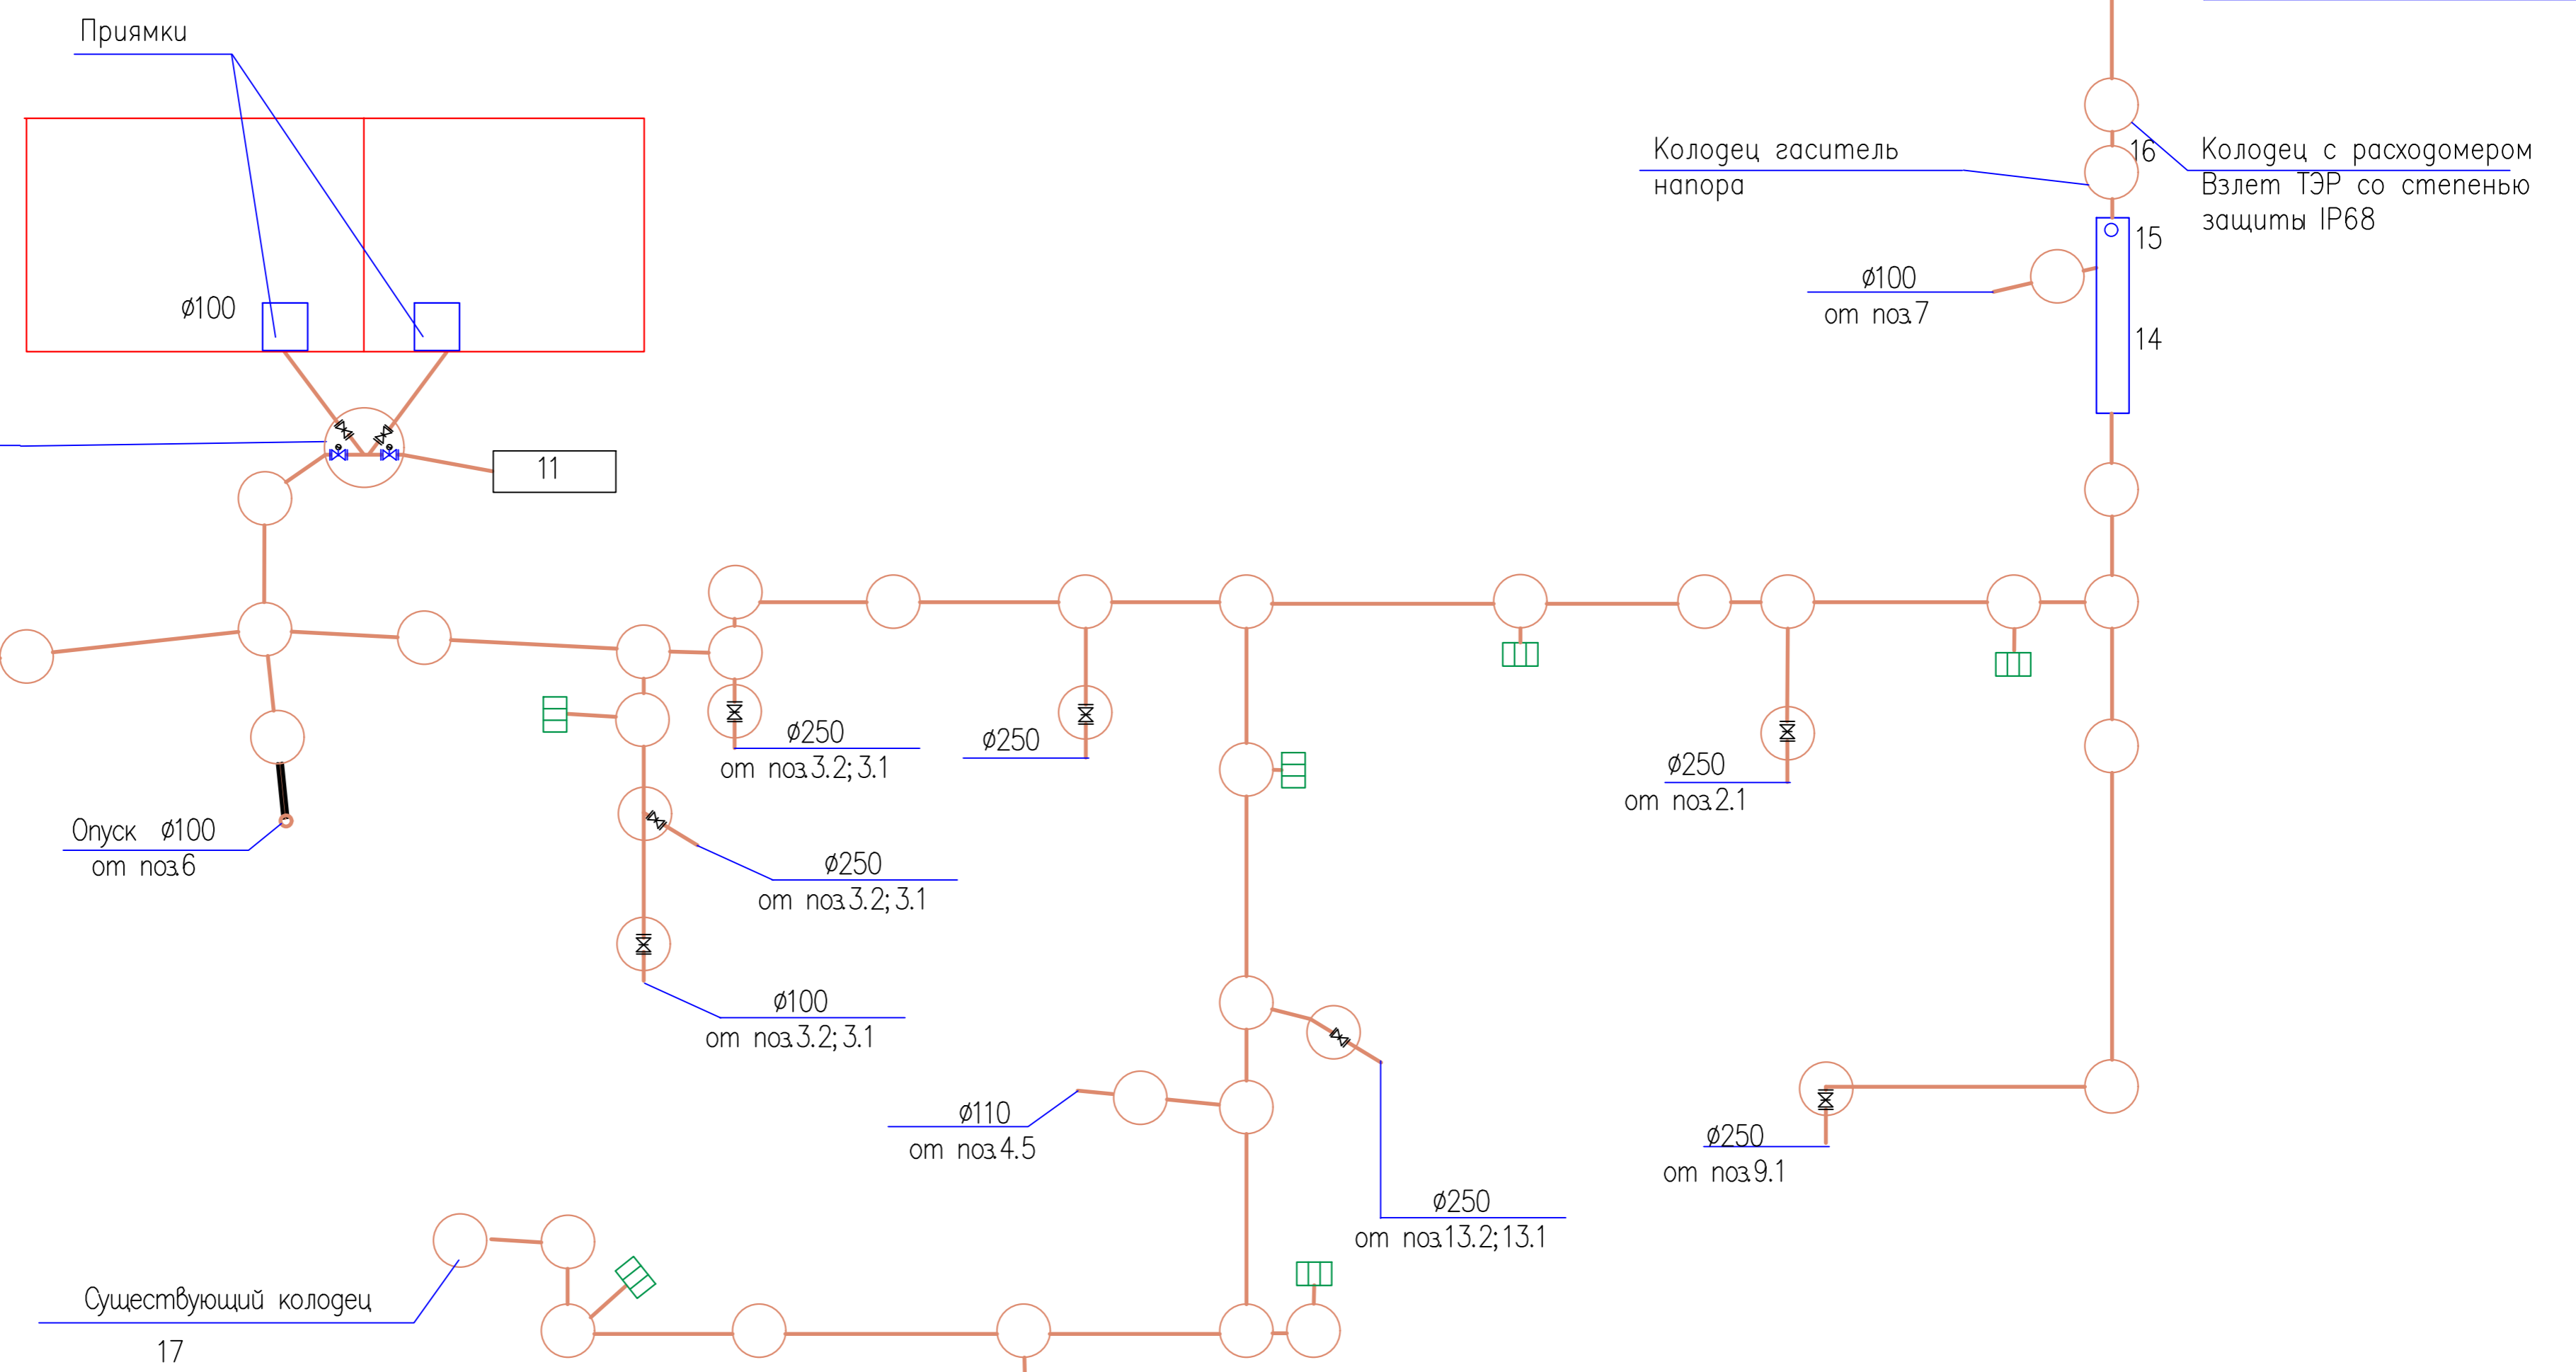 Приямки
Колодец гаситель
напора
16
Колодец с расходомером
Взлет ТЭР со степенью
защиты IP68
15
ø100
от поз.7
14
ø100
11
ø250
от поз.3.2; 3.1
ø250
ø250
от поз.2.1
Опуск ø100
от поз.6
ø250
от поз.3.2; 3.1
ø100
от поз.3.2; 3.1
ø110
от поз.4.5
ø250
от поз.9.1
ø250
от поз.13.2;13.1
Существующий колодец
17